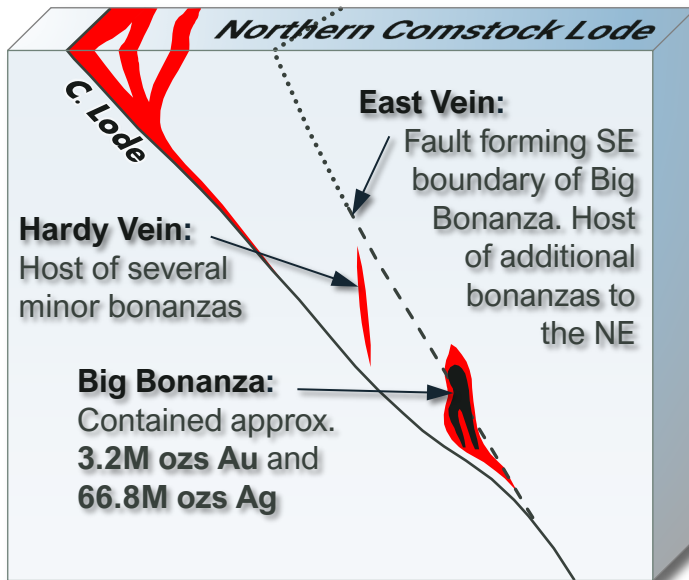 Northern Comstock Lode
C. Lode
East Vein:
Fault forming SE
boundary of Big
Bonanza. Host
of additional
bonanzas to
the NE
Hardy Vein:
Host of several
minor bonanzas
Big Bonanza:
Contained approx.
3.2M ozs Au and
66.8M ozs Ag